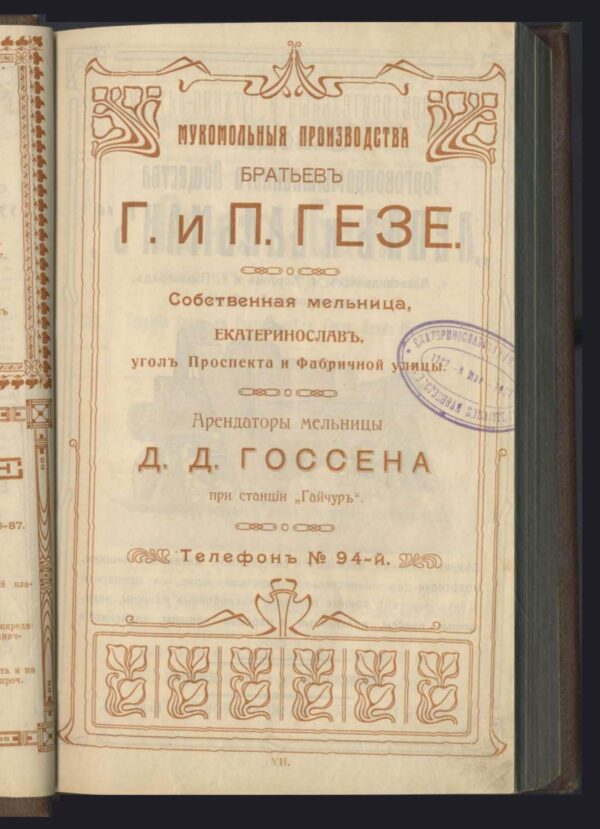 МУКОМОЛЬНЫЯ ПРОИЗВОДСТВА
БРАТЬЕВЪ
Г. и П. ГЕЗЕ.
Собственная мельница,
ЕКАТЕРИНОСЛАВЪ,
уголъ Проспекта и Фабричной улицы.
Арендаторы мельницы
Д. Д. ГОССЕНА
при станціи „Гайчуръ“.
Телефонъ № 94-й.
VII.